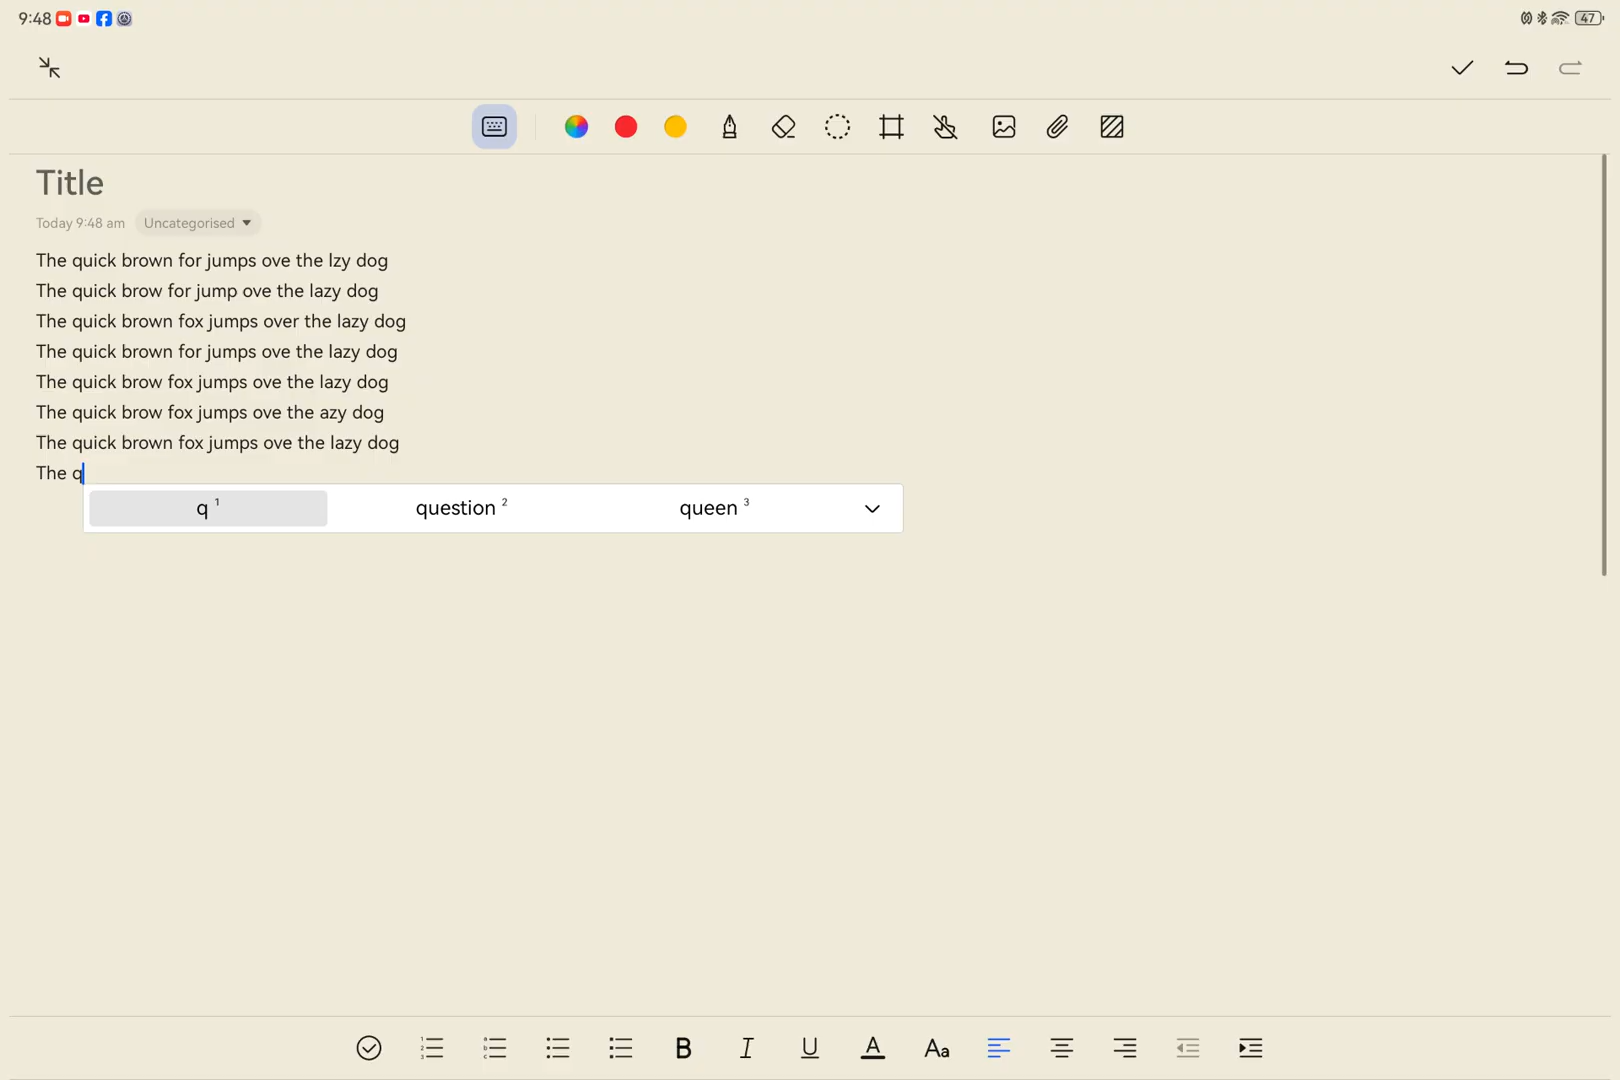 9:48
47
Title
Today 9:48 am Uncategorised
The quick brown for jumps ove the lzy dog
The quick brow for jump ove the lazy dog
The quick brown fox jumps over the lazy dog
The quick brown for jumps ove the lazy dog
The quick brow fox jumps ove the lazy dog
The quick brow fox jumps ove the azy dog
The quick brown fox jumps ove the lazy dog
The q
q 1 question 2 queen 3
B I U A Aa